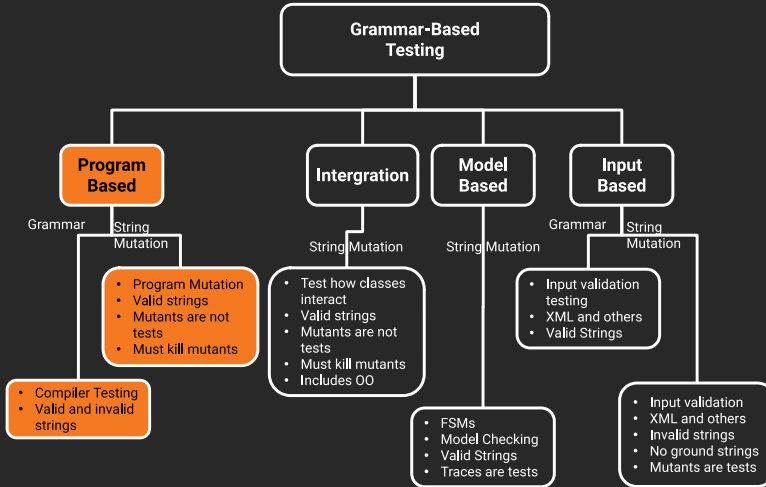 Grammar-Based
Testing
Program
Based
Intergration
Model
Based
Input
Based
Grammar
String
Mutation
String Mutation
String Mutation
Grammar
String
Mutation
• Program Mutation
• Valid strings
• Mutants are not
tests
• Must kill mutants
• Test how classes
interact
• Valid strings
• Mutants are not
tests
• Must kill mutants
• Includes OO
• Input validation
testing
• XML and others
• Valid Strings
• Compiler Testing
• Valid and invalid
strings
• FSMs
• Model Checking
• Valid Strings
• Traces are tests
• Input validation
• XML and others
• Invalid strings
• No ground strings
• Mutants are tests